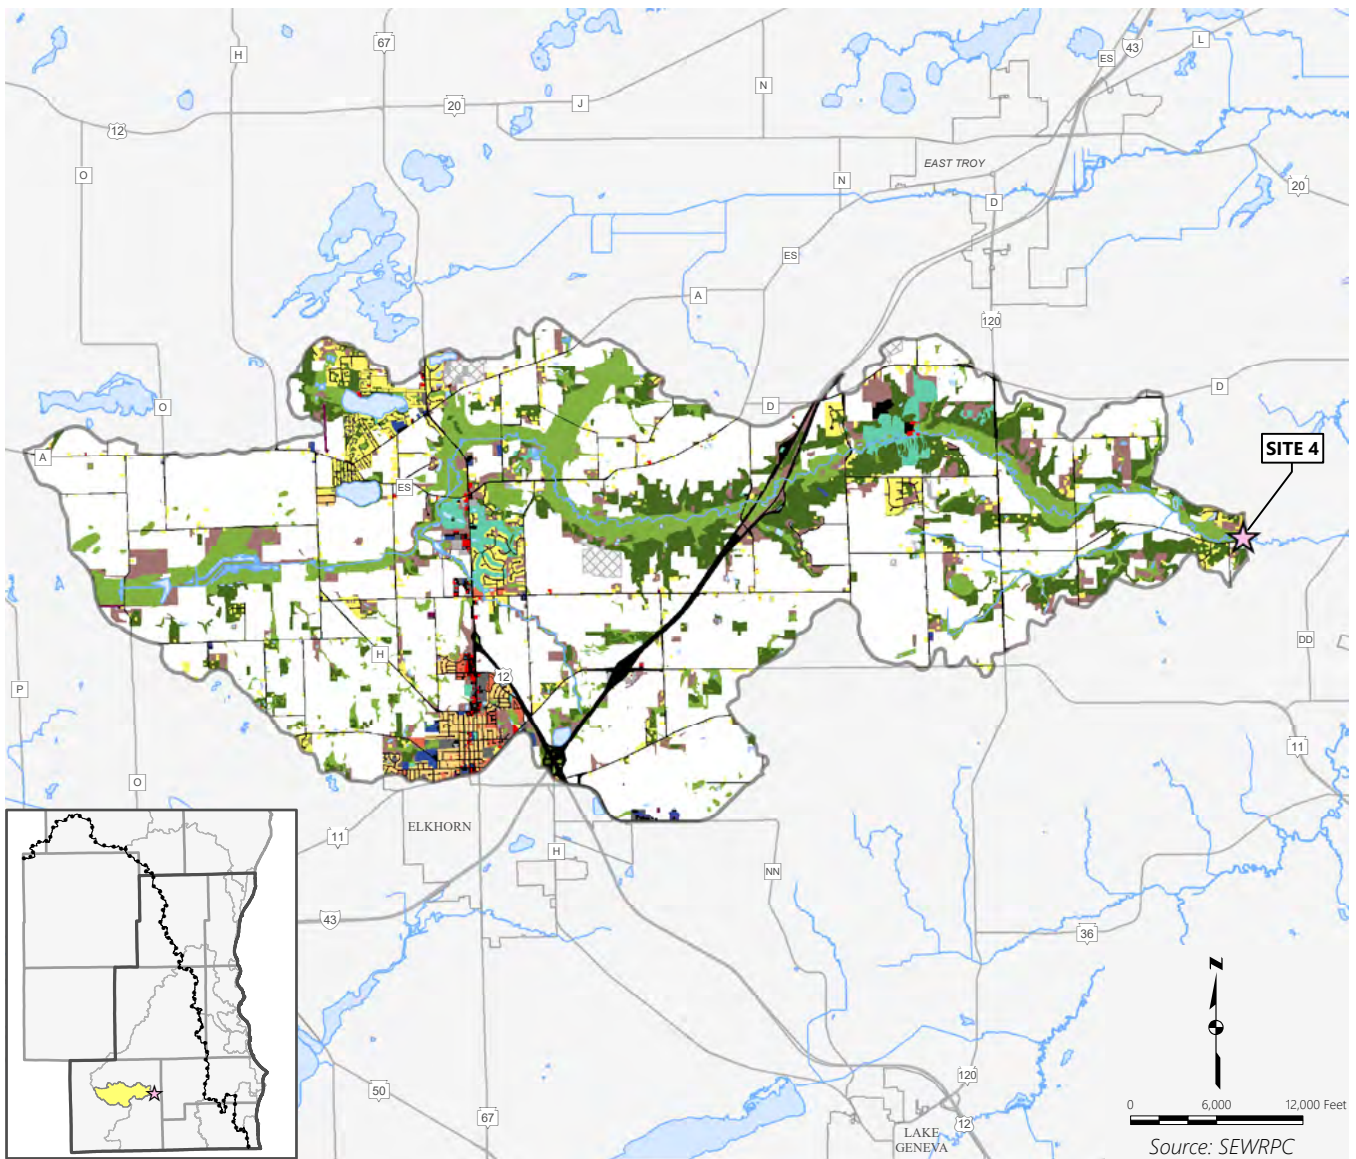 67
H
L
43
ES
N
20
J
12
EAST TROY
O
N
20
D
ES
A
120
D
D
O
SITE 4
A
ES
DD
H
12
P
11
O
11
ELKHORN
H
NN
43
36
N
120
50
67
12
0 6,000 12,000 Feet
LAKE
GENEVA
Source: SEWRPC